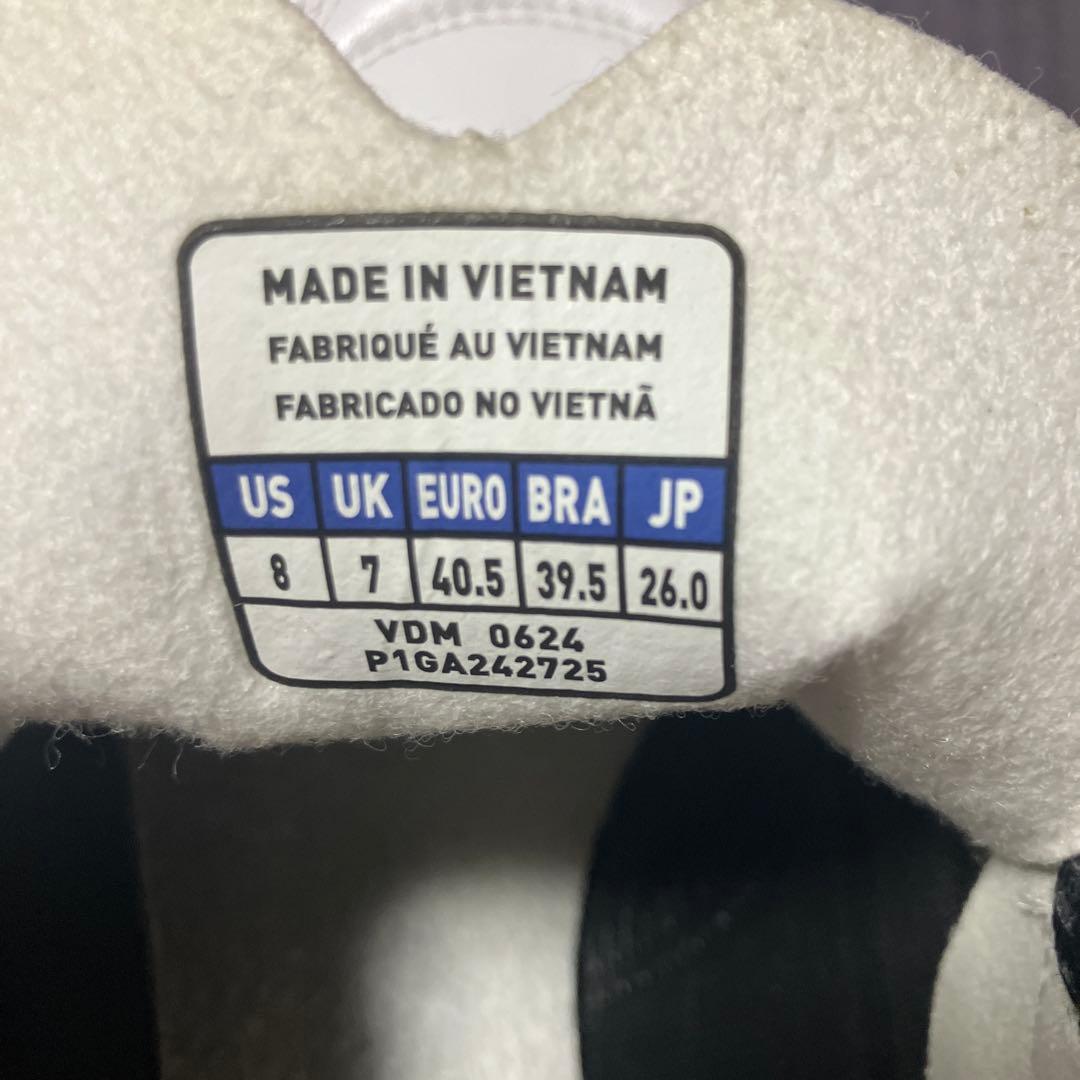 MADE IN VIETNAM
FABRIQUÉ AU VIETNAM
FABRICADO NO VIETNÃ
US UK EURO BRA JP
8 7 40.5 39.5 26.0
VDM 0624
P1GA242725